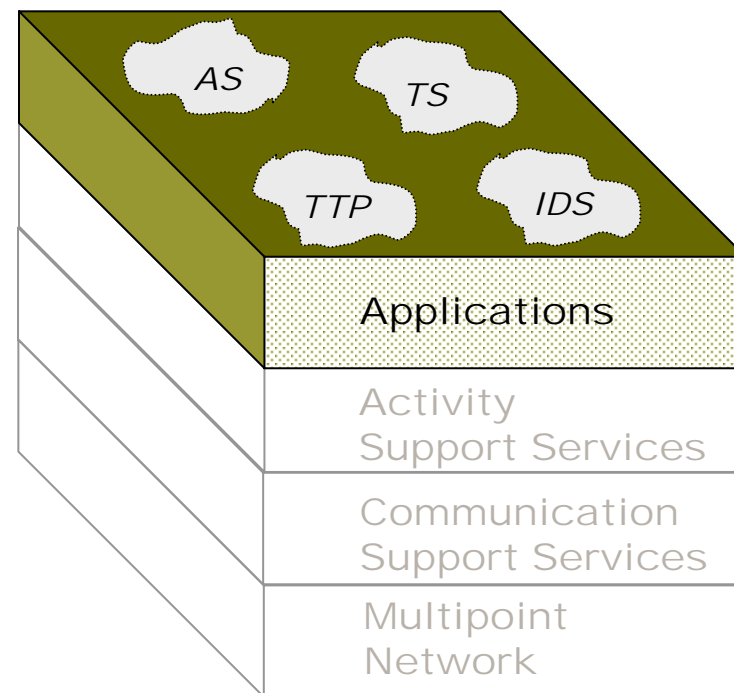 AS
TS
TTP
IDS
Applications
Activity
Support Services
Communication
Support Services
Multipoint
Network